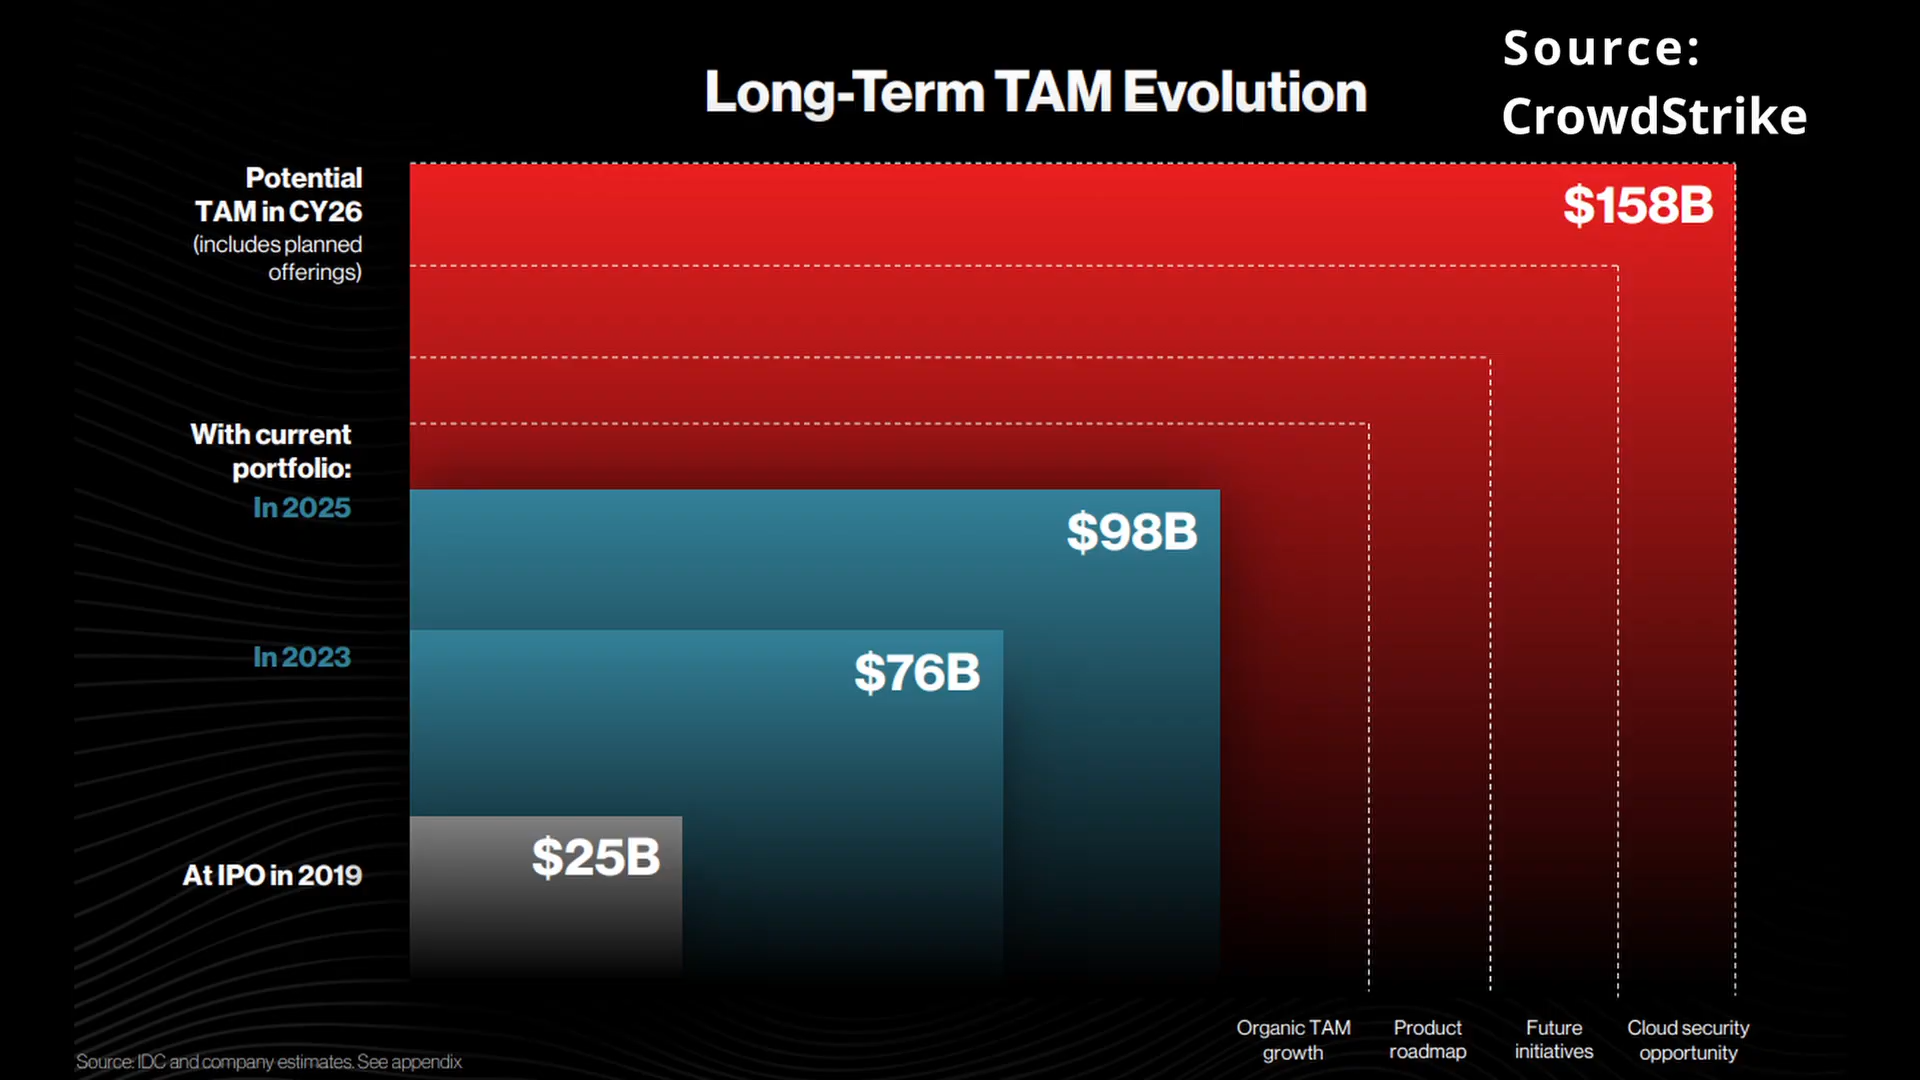 Source:
CrowdStrike
Long-Term TAM Evolution
Potential
TAM in CY26
(includes planned
offerings)
$158B
With current
portfolio:
In 2025
$98B
In 2023
$76B
At IPO in 2019
$25B
Organic TAM
growth
Product
roadmap
Future
initiatives
Cloud security
opportunity
Source: IDC and company estimates. See appendix